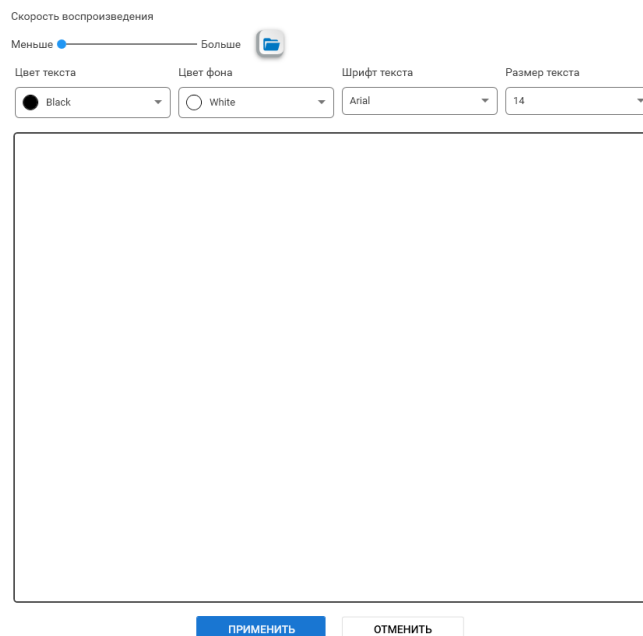 Скорость воспроизведения
Меньше Больше
Цвет текста Цвет фона Шрифт текста Размер текста
Black White Arial 14
ПРИМЕНИТЬ ОТМЕНИТЬ